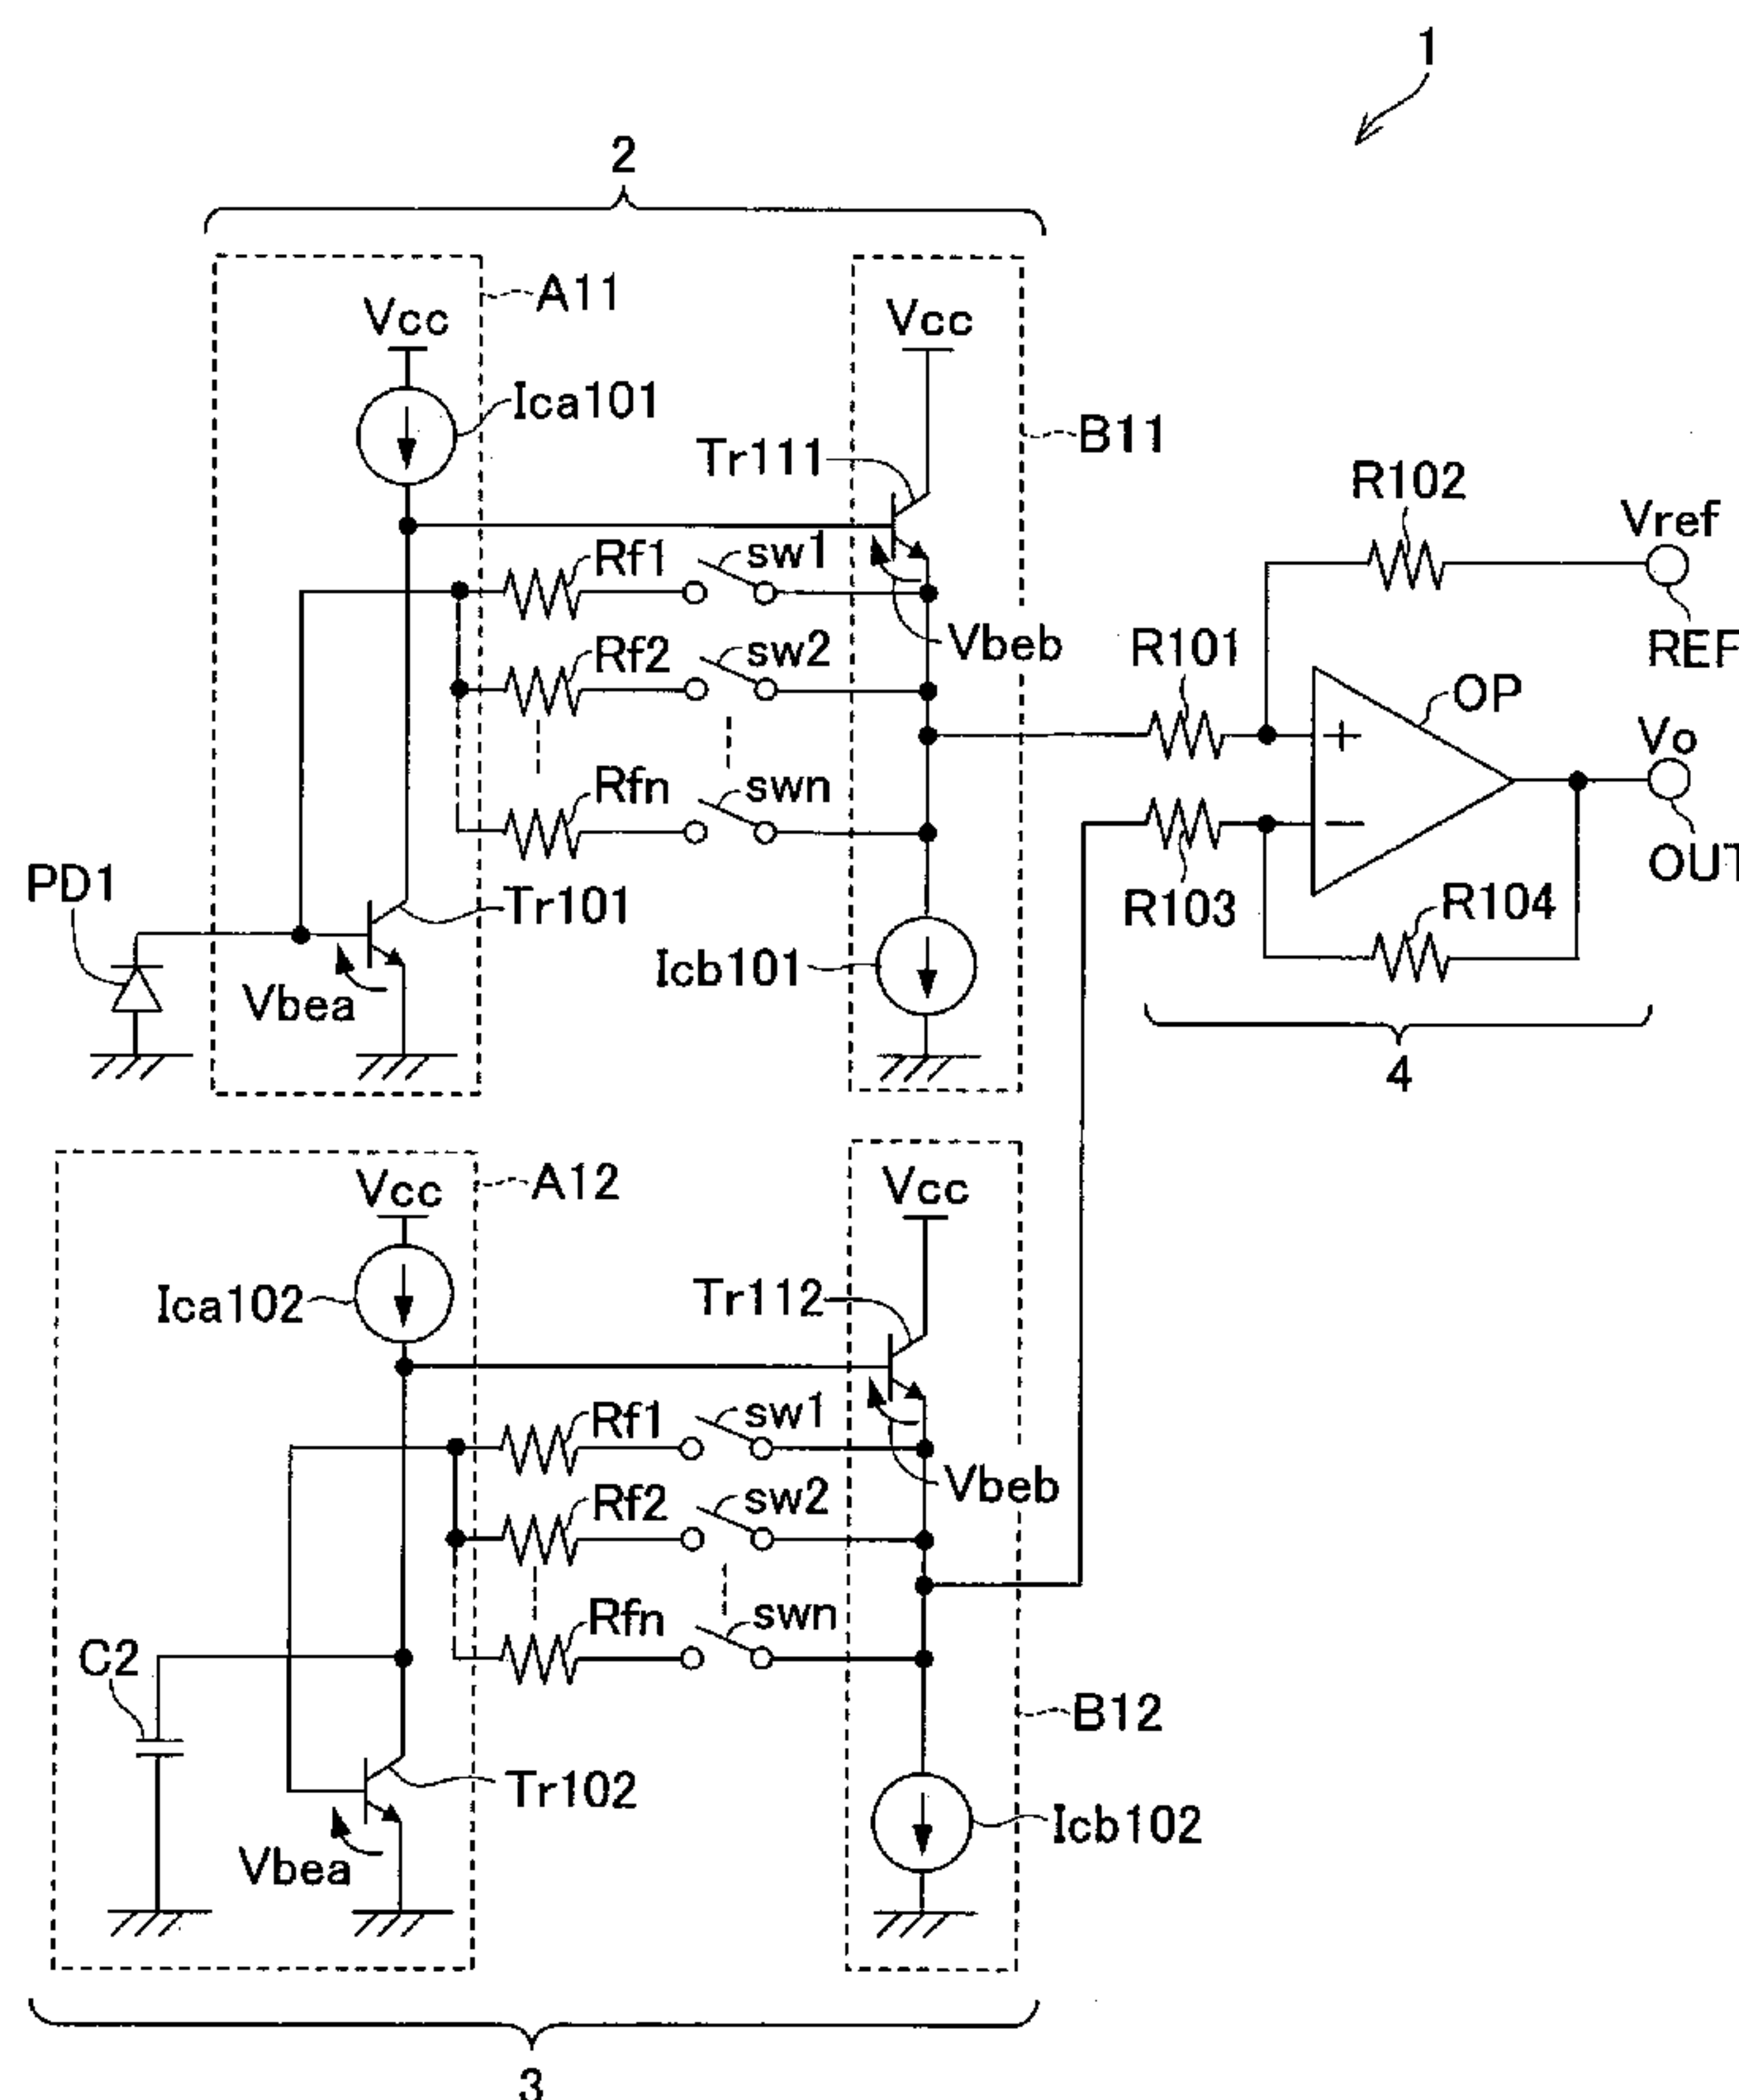 1
2
A11
Vcc
Vcc
Ica101
B11
Tr111
R102
Vref
Rf1
sw1
REF
Vbeb
R101
Rf2
sw2
OP
Vo
Rfn
swn
OUT
PD1
Tr101
R103
R104
Icb101
Vbea
4
Vcc
A12
Vcc
Ica102
Tr112
Rf1
sw1
Vbeb
Rf2
sw2
Rfn
swn
C2
B12
Tr102
Icb102
Vbea
3
+
−